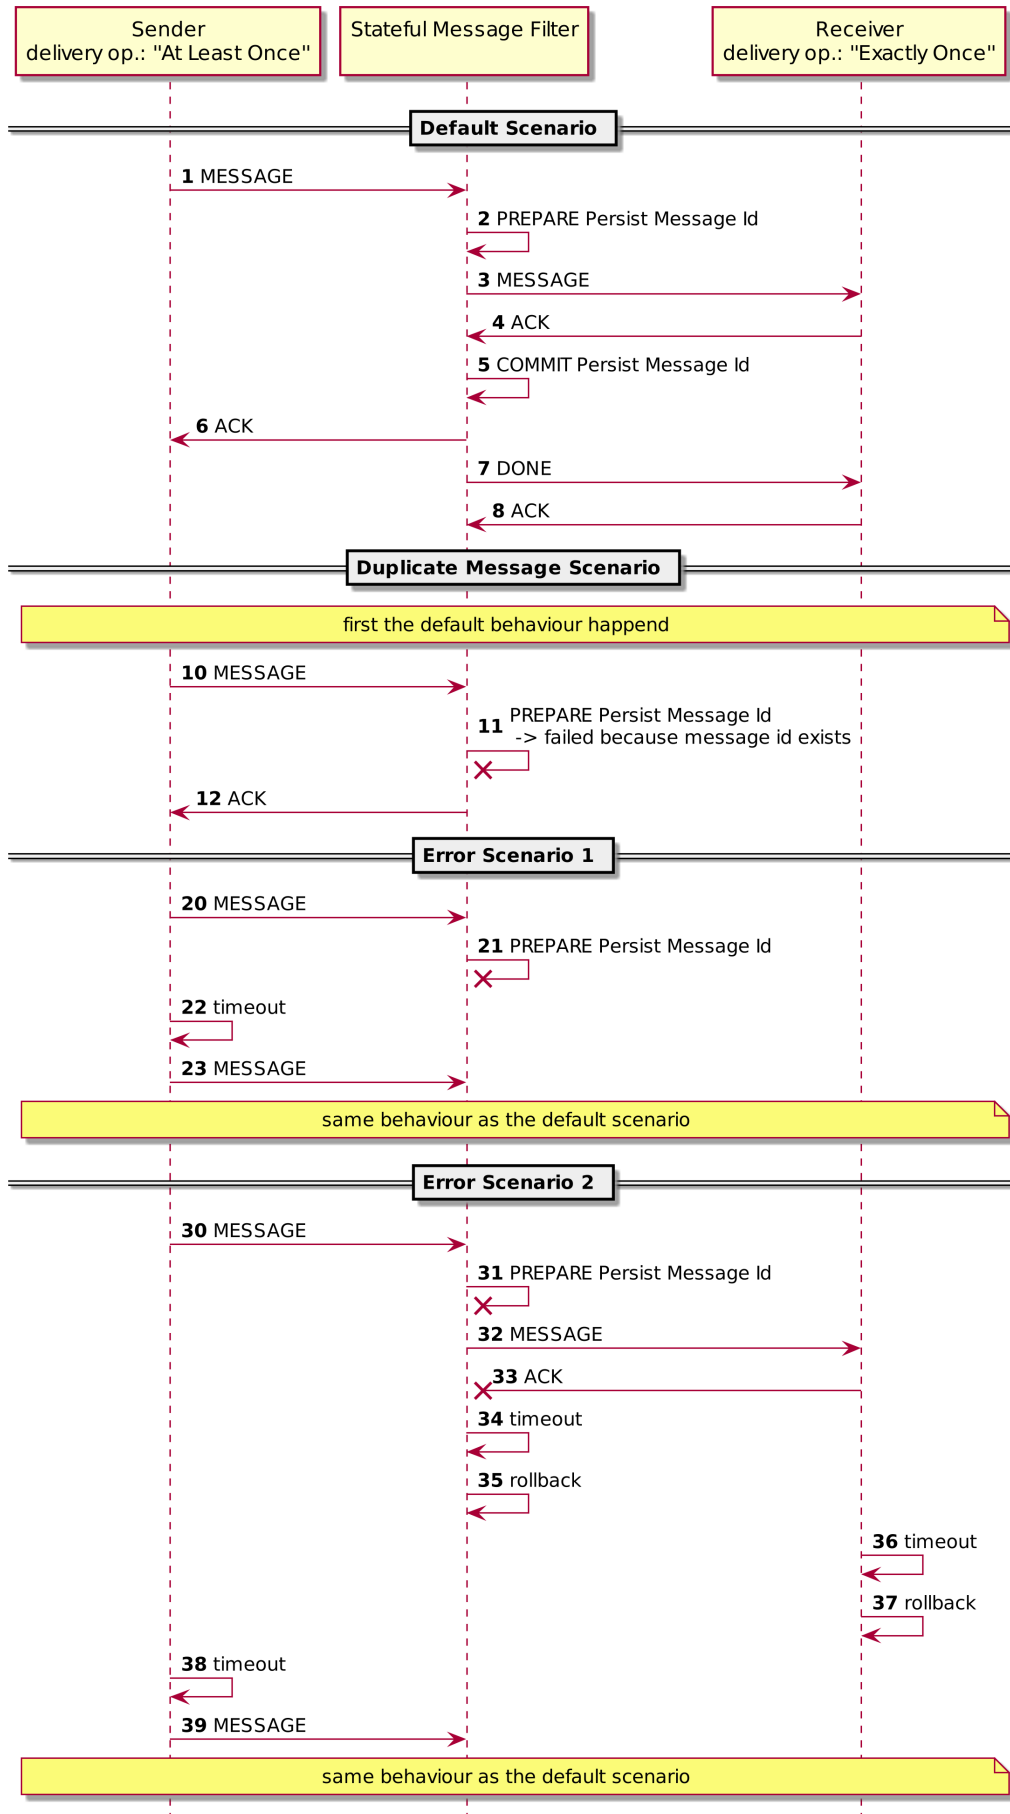 Sender
delivery op.: "At Least Once"
Stateful Message Filter
Receiver
delivery op.: "Exactly Once"
Default Scenario
1 MESSAGE
2 PREPARE Persist Message Id
3 MESSAGE
4 ACK
5 COMMIT Persist Message Id
6 ACK
7 DONE
8 ACK
Duplicate Message Scenario
first the default behaviour happend
10 MESSAGE
11 PREPARE Persist Message Id
-> failed because message id exists
12 ACK
Error Scenario 1
20 MESSAGE
21 PREPARE Persist Message Id
22 timeout
23 MESSAGE
same behaviour as the default scenario
Error Scenario 2
30 MESSAGE
31 PREPARE Persist Message Id
32 MESSAGE
33 ACK
34 timeout
35 rollback
36 timeout
37 rollback
38 timeout
39 MESSAGE
same behaviour as the default scenario